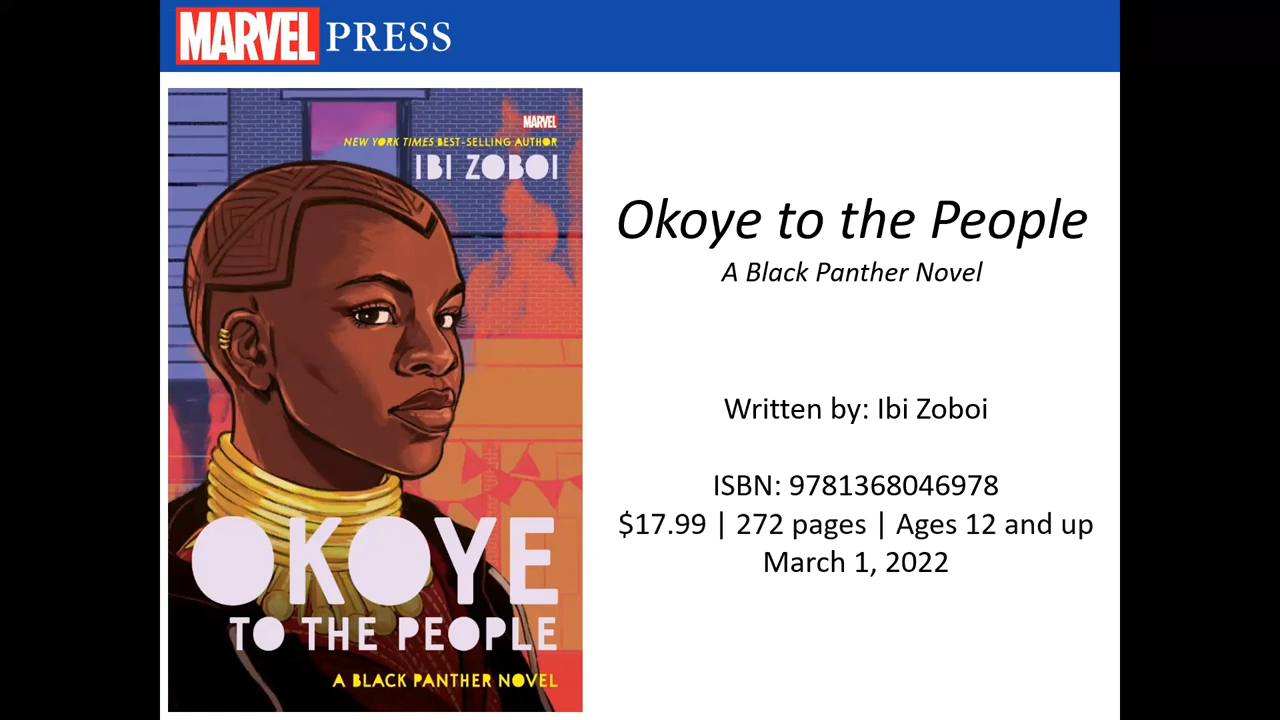 MARVEL PRESS
MARVEL
NEW YORK TIMES BEST-SELLING AUTHOR
IBI ZOBOI
OKOYE
TO THE PEOPLE
A BLACK PANTHER NOVEL
Okoye to the People
A Black Panther Novel
Written by: Ibi Zoboi
ISBN: 9781368046978
$17.99 | 272 pages | Ages 12 and up
March 1, 2022